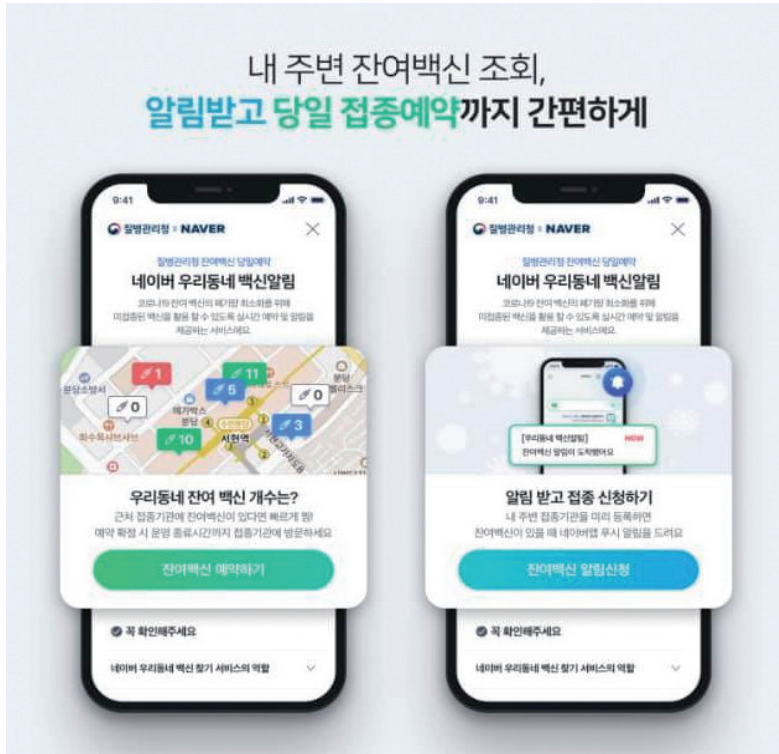 내 주변 잔여백신 조회,
알림받고 당일 접종예약까지 간편하게
9:41
질병관리청 × NAVER
질병관리청 잔여백신 당일예약
네이버 우리동네 백신알림
코로나19 잔여 백신의 폐기량 최소화를 위해
미접종된 백신을 활용 할 수 있도록 실시간 예약 및 알림을
제공하는 서비스예요
1
11
5
0
0
10
3
분당소방서
메가박스
분당
서현역
분당
최수옥샤브샤브
우리동네 잔여 백신 개수는?
근처 접종기관에 잔여백신이 있다면 빠르게 찜!
예약 확정 시 운영 종료시간까지 접종기관에 방문하세요
잔여백신 예약하기
꼭 확인해주세요
네이버 우리동네 백신 찾기 서비스의 역할
9:41
질병관리청 × NAVER
질병관리청 잔여백신 당일예약
네이버 우리동네 백신알림
코로나19 잔여 백신의 폐기량 최소화를 위해
미접종된 백신을 활용 할 수 있도록 실시간 예약 및 알림을
제공하는 서비스예요
[우리동네 백신알림] NOW
잔여백신 알림이 도착했어요
알림 받고 접종 신청하기
내 주변 접종기관을 미리 등록하면
잔여백신이 있을 때 네이버앱 푸시 알림을 드려요
잔여백신 알림신청
꼭 확인해주세요
네이버 우리동네 백신 찾기 서비스의 역할